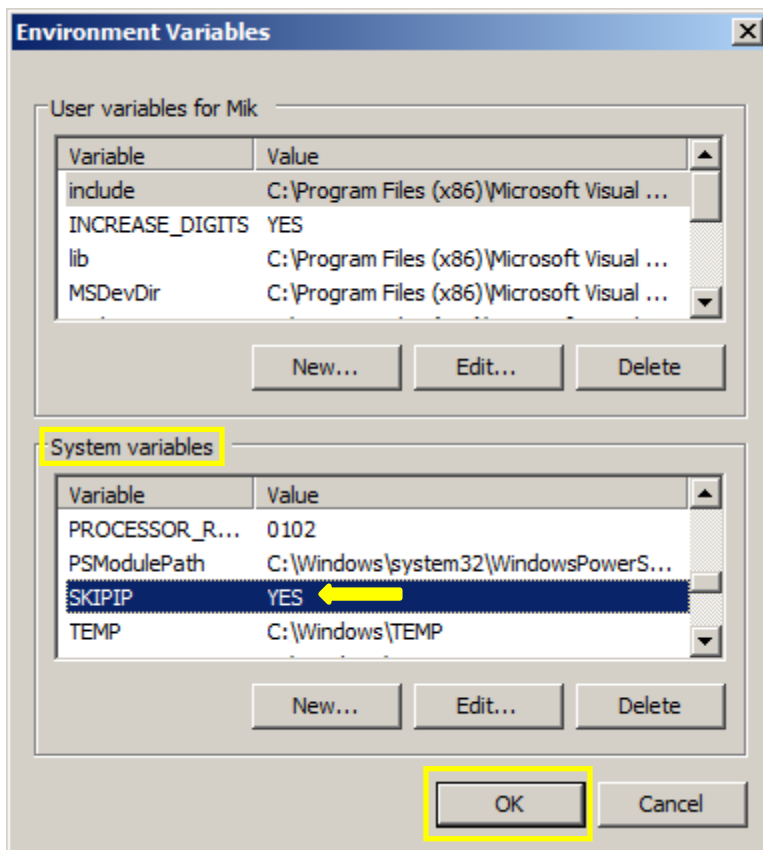 Environment Variables
User variables for Mik
Variable Value
include C:\Program Files (x86)\Microsoft Visual ...
INCREASE_DIGITS YES
lib C:\Program Files (x86)\Microsoft Visual ...
MSDevDir C:\Program Files (x86)\Microsoft Visual ...
New... Edit... Delete
System variables
Variable Value
PROCESSOR_R... 0102
PSModulePath C:\Windows\system32\WindowsPowerS...
SKIPIP YES
TEMP C:\Windows\TEMP
New... Edit... Delete
OK Cancel